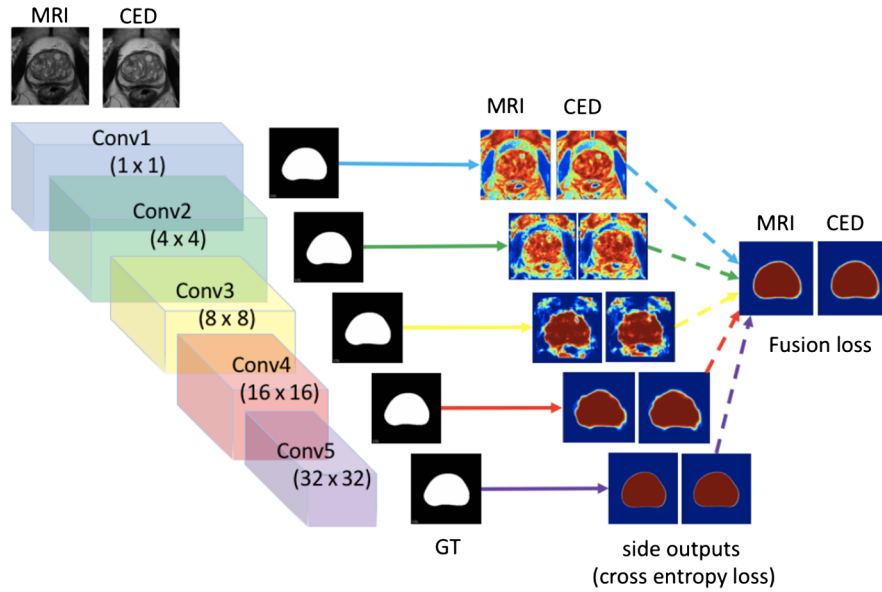 MRI CED
Conv1
(1 x 1)
Conv2
(4 x 4)
Conv3
(8 x 8)
Conv4
(16 x 16)
Conv5
(32 x 32)
GT
MRI CED
side outputs
(cross entropy loss)
MRI CED
Fusion loss